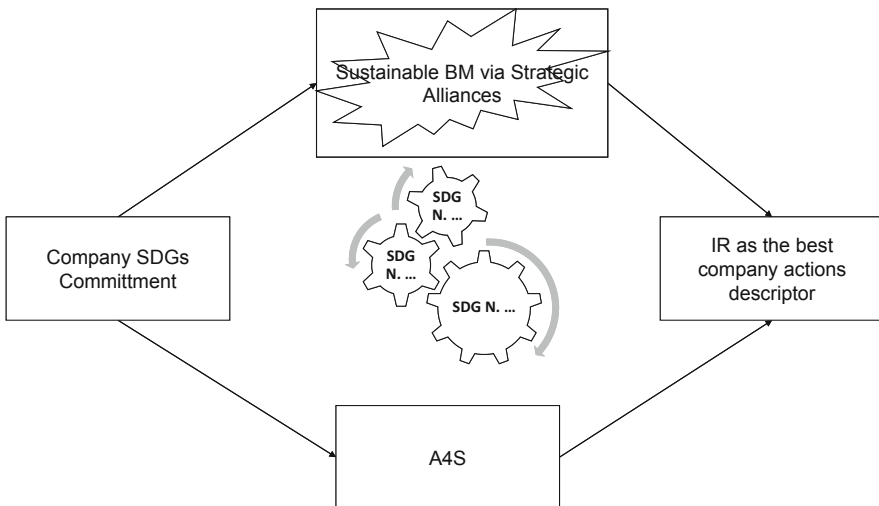 Sustainable BM via Strategic
Alliances
SDG
N. ...
SDG
N. ...
SDG N. ...
Company SDGs
Committment
IR as the best
company actions
descriptor
A4S